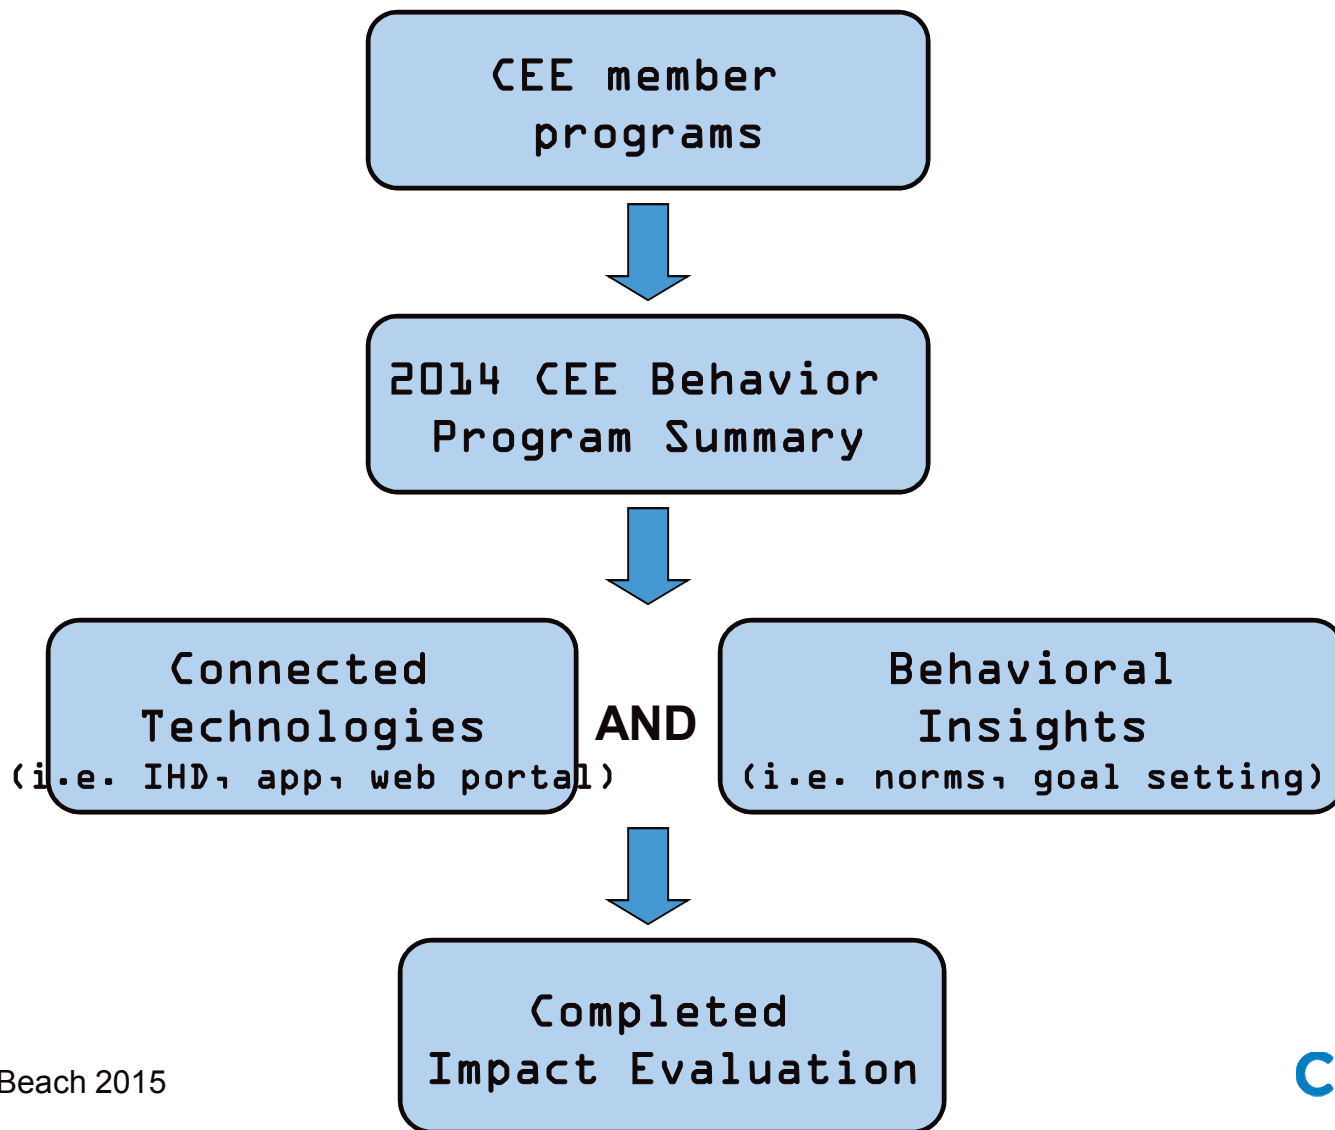 CEE member
programs
2014 CEE Behavior
Program Summary
Connected
Technologies
(i.e. IHD, app, web portal)
AND
Behavioral
Insights
(i.e. norms, goal setting)
Completed
Impact Evaluation
Beach 2015
C